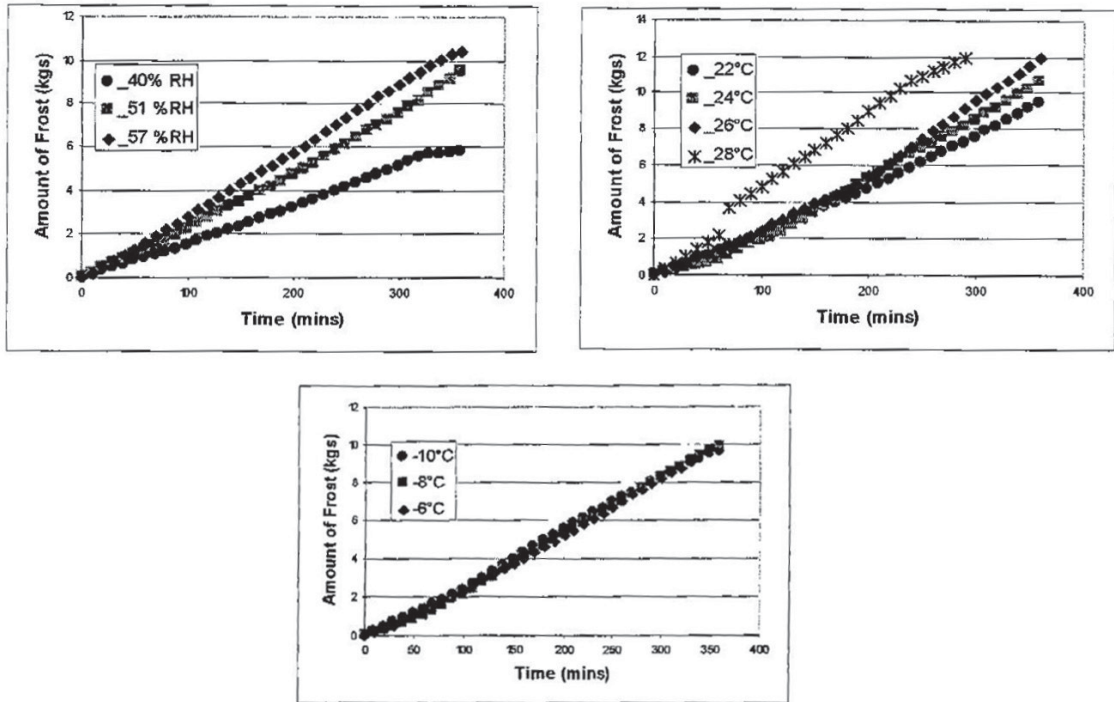 12
10
8
6
4
2
0
Amount of Frost (kgs)
_40% RH
_51 %RH
_57 %RH
0 100 200 300 400
Time (mins)
14
12
10
8
6
4
2
0
Amount of Frost (kgs)
_22°C
_24°C
_26°C
_28°C
0 100 200 300 400
Time (mins)
12
10
8
6
4
2
0
Amount of Frost (kgs)
-10°C
-8°C
-6°C
0 50 100 150 200 250 300 350 400
Time (mins)